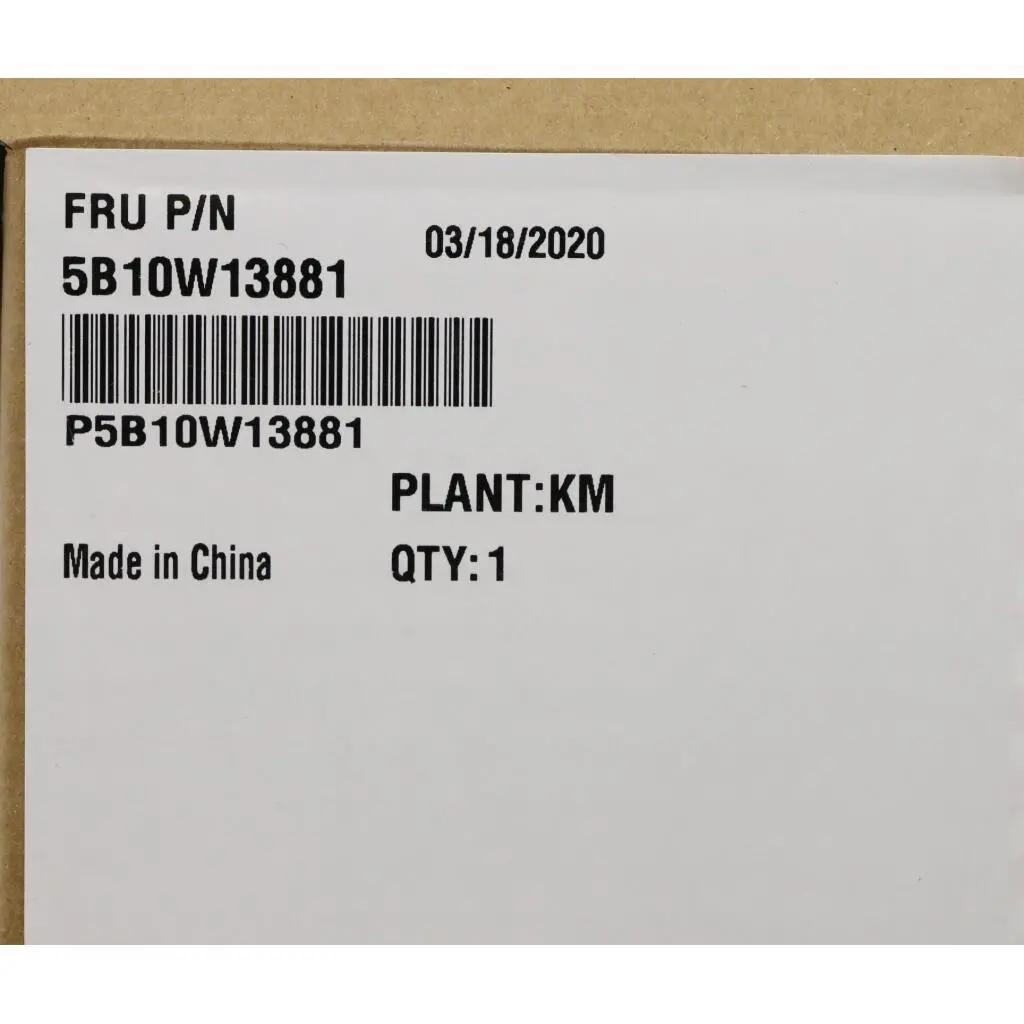 FRU P/N
03/18/2020
5B10W13881
P5B10W13881
PLANT:KM
Made in China
QTY: 1